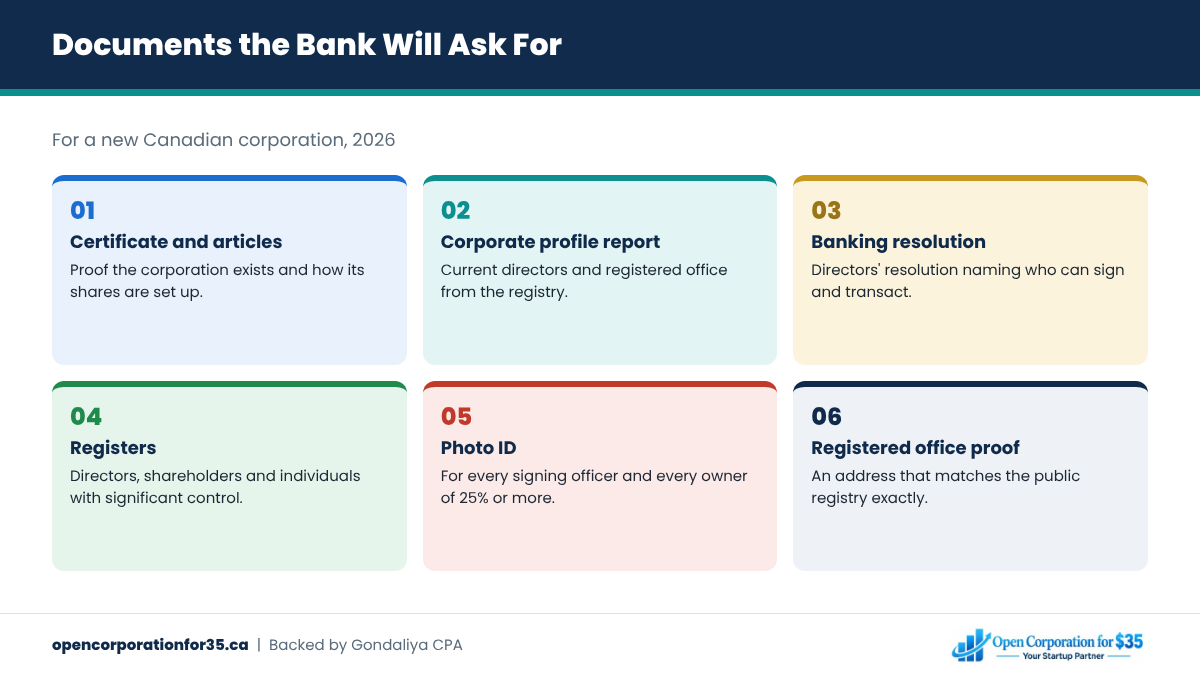 Documents the Bank Will Ask For
For a new Canadian corporation, 2026
01
Certificate and articles
Proof the corporation exists and how its
shares are set up.
02
Corporate profile report
Current directors and registered office
from the registry.
03
Banking resolution
Directors' resolution naming who can sign
and transact.
04
Registers
Directors, shareholders and individuals
with significant control.
05
Photo ID
For every signing officer and every owner
of 25% or more.
06
Registered office proof
An address that matches the public
registry exactly.
opencorporationfor35.ca | Backed by Gondaliya CPA
Open Corporation for $35
Your Startup Partner